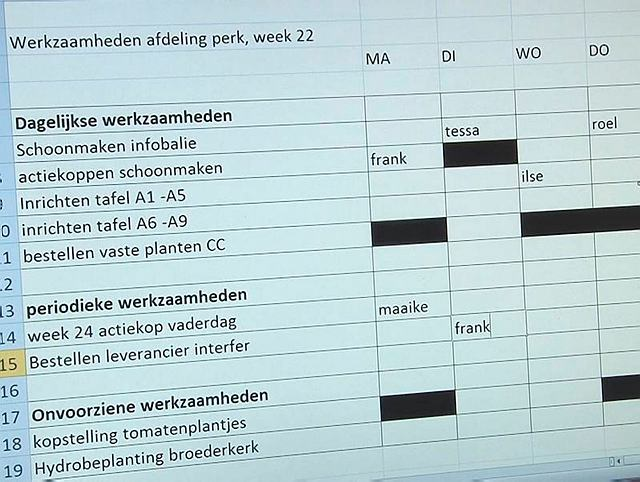 Werkzaamheden afdeling perk, week 22
MA DI WO DO
Dagelijkse werkzaamheden
Schoonmaken infobalie tessa roel
actiekoppen schoonmaken frank
9 Inrichten tafel A1 -A5 ilse
0 inrichten tafel A6 -A9
1 bestellen vaste planten CC
12
13 periodieke werkzaamheden
14 week 24 actiekop vaderdag maaike
15 Bestellen leverancier interfer frank
16
17 Onvoorziene werkzaamheden
18 kopstelling tomatenplantjes
19 Hydrobeplanting broederkerk